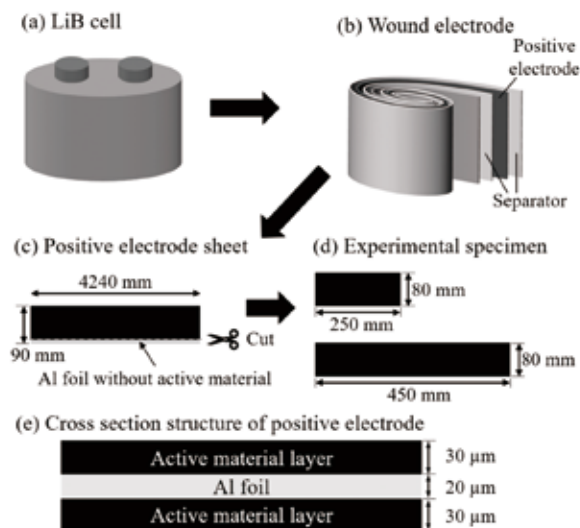 (a) LiB cell
(b) Wound electrode
Positive
electrode
Separator
(c) Positive electrode sheet
4240 mm
90 mm
Cut
Al foil without active material
(d) Experimental specimen
80 mm
250 mm
80 mm
450 mm
(e) Cross section structure of positive electrode
Active material layer
30 µm
Al foil
20 µm
Active material layer
30 µm